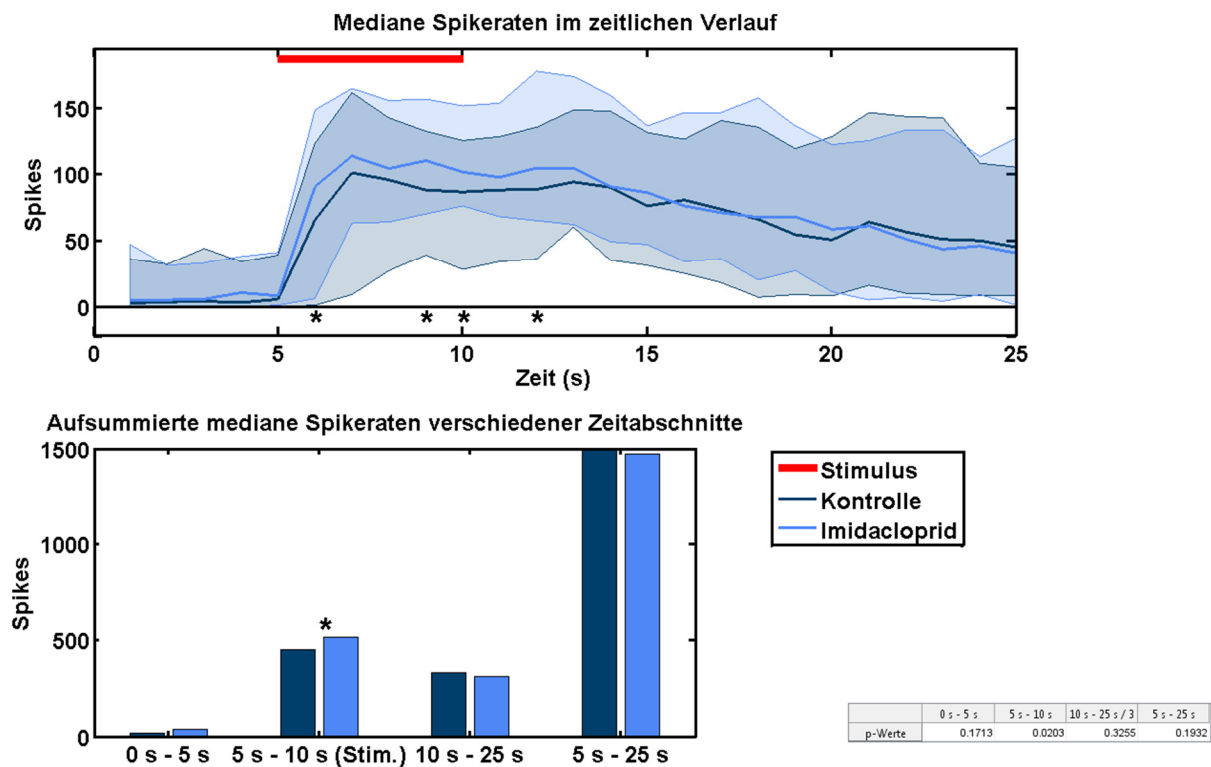 Mediane Spikeraten im zeitlichen Verlauf
Spikes
150
100
50
0
* * * *
0 5 10 15 20 25
Zeit (s)
Aufsummierte mediane Spikeraten verschiedener Zeitabschnitte
Spikes
1500
1000
500
0
*
0 s - 5 s 5 s - 10 s (Stim.) 10 s - 25 s 5 s - 25 s
Stimulus
Kontrolle
Imidacloprid
0 s - 5 s 5 s - 10 s 10 s - 25 s / 3 5 s - 25 s
p-Werte 0.1713 0.0203 0.3255 0.1932